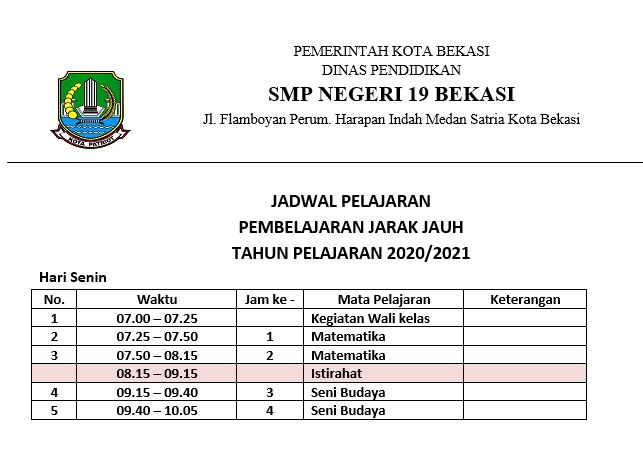 PEMERINTAH KOTA BEKASI
DINAS PENDIDIKAN
SMP NEGERI 19 BEKASI
Jl. Flamboyan Perum. Harapan Indah Medan Satria Kota Bekasi
KOTA PATRIOT
JADWAL PELAJARAN
PEMBELAJARAN JARAK JAUH
TAHUN PELAJARAN 2020/2021
Hari Senin
No. Waktu Jam ke - Mata Pelajaran Keterangan
1 07.00 – 07.25 Kegiatan Wali kelas
2 07.25 – 07.50 1 Matematika
3 07.50 – 08.15 2 Matematika
08.15 – 09.15 Istirahat
4 09.15 – 09.40 3 Seni Budaya
5 09.40 – 10.05 4 Seni Budaya